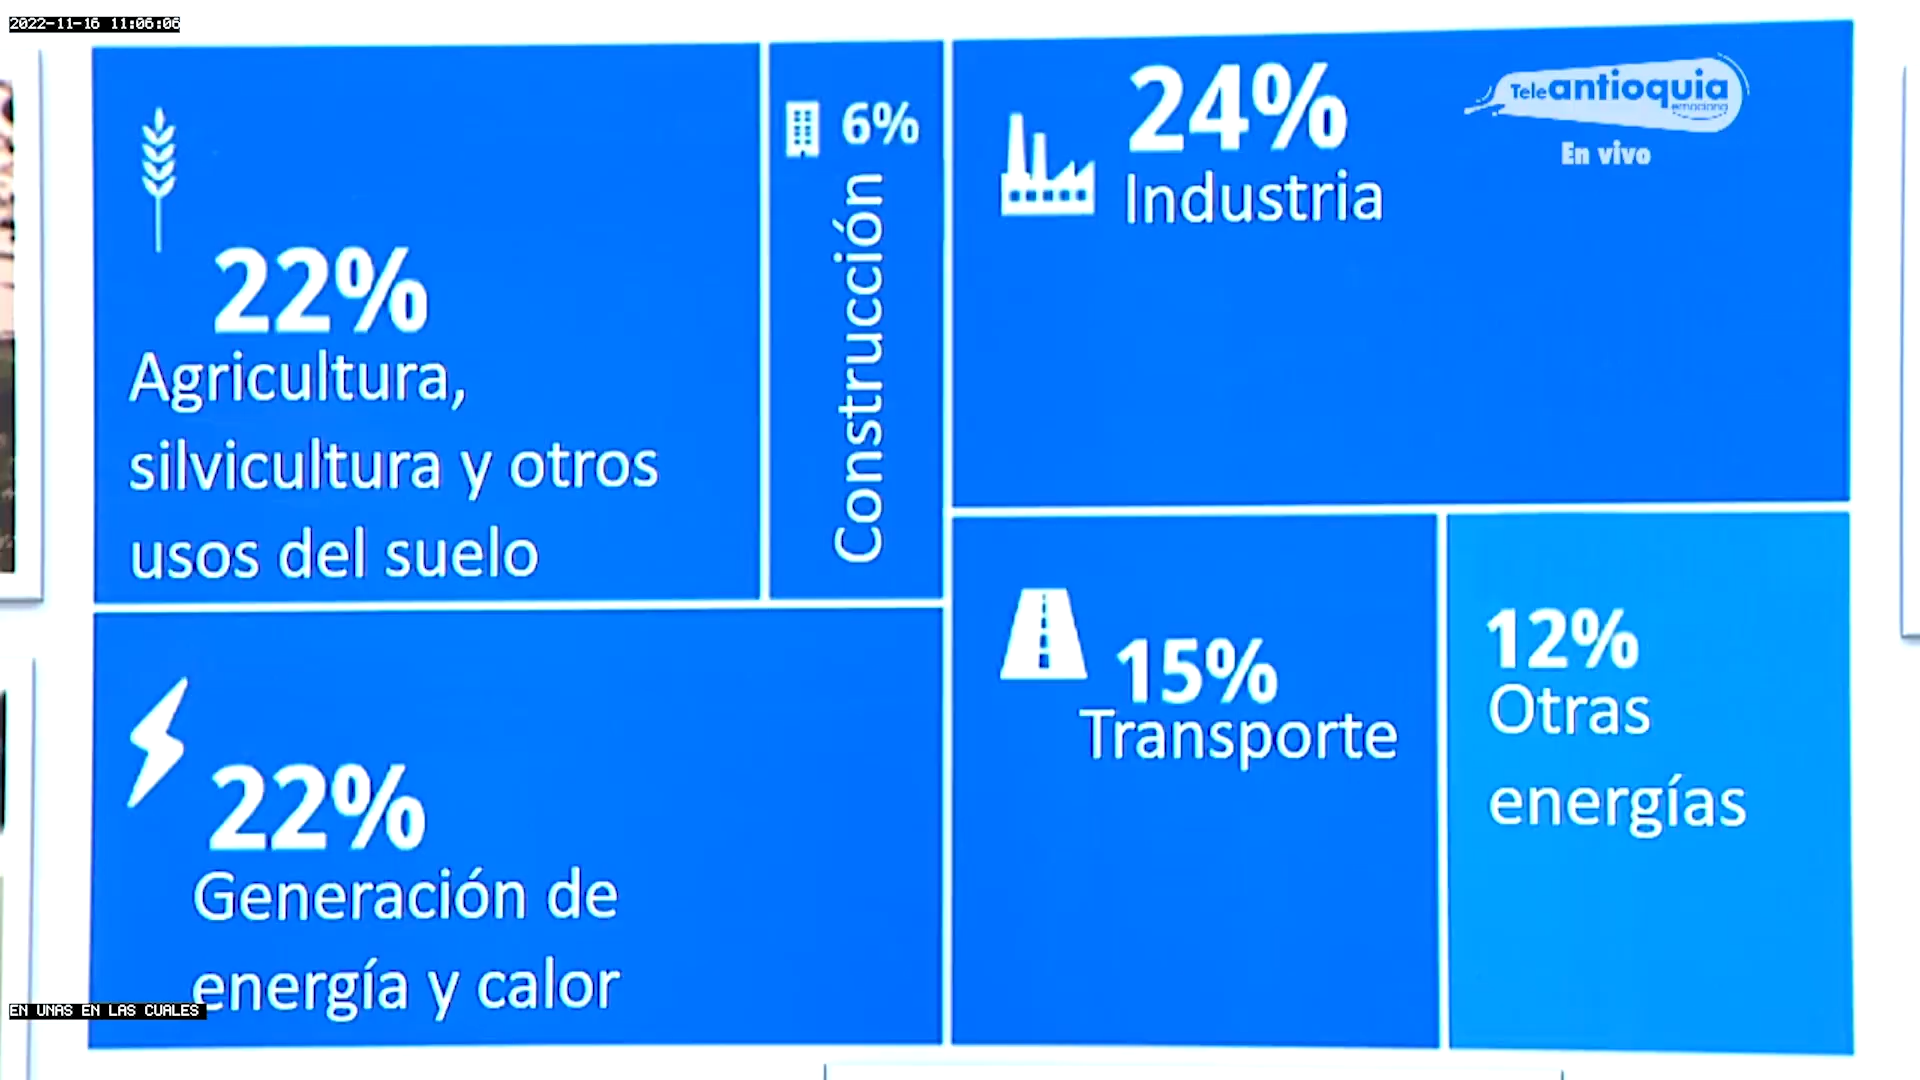 2022-11-16 11:06:06
22%
Agricultura,
silvicultura y otros
usos del suelo
6%
Construcción
24%
Industria
Teleantioquia
emociona
En vivo
22%
Generación de
energía y calor
15%
Transporte
12%
Otras
energías
EN UNAS EN LAS CUALES